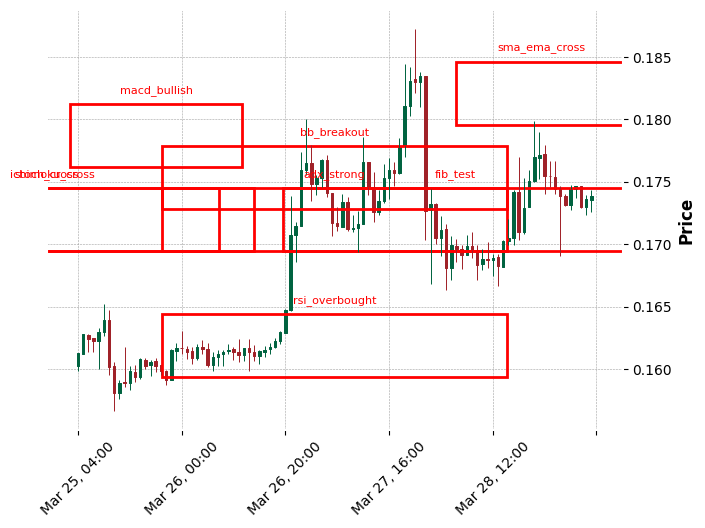 sma_ema_cross
macd_bullish
bb_breakout
stoch_cross
adx_strong
fib_test
rsi_overbought
0.185
0.180
0.175
0.170
0.165
0.160
Price
Mar 25, 04:00
Mar 26, 00:00
Mar 26, 20:00
Mar 27, 16:00
Mar 28, 12:00